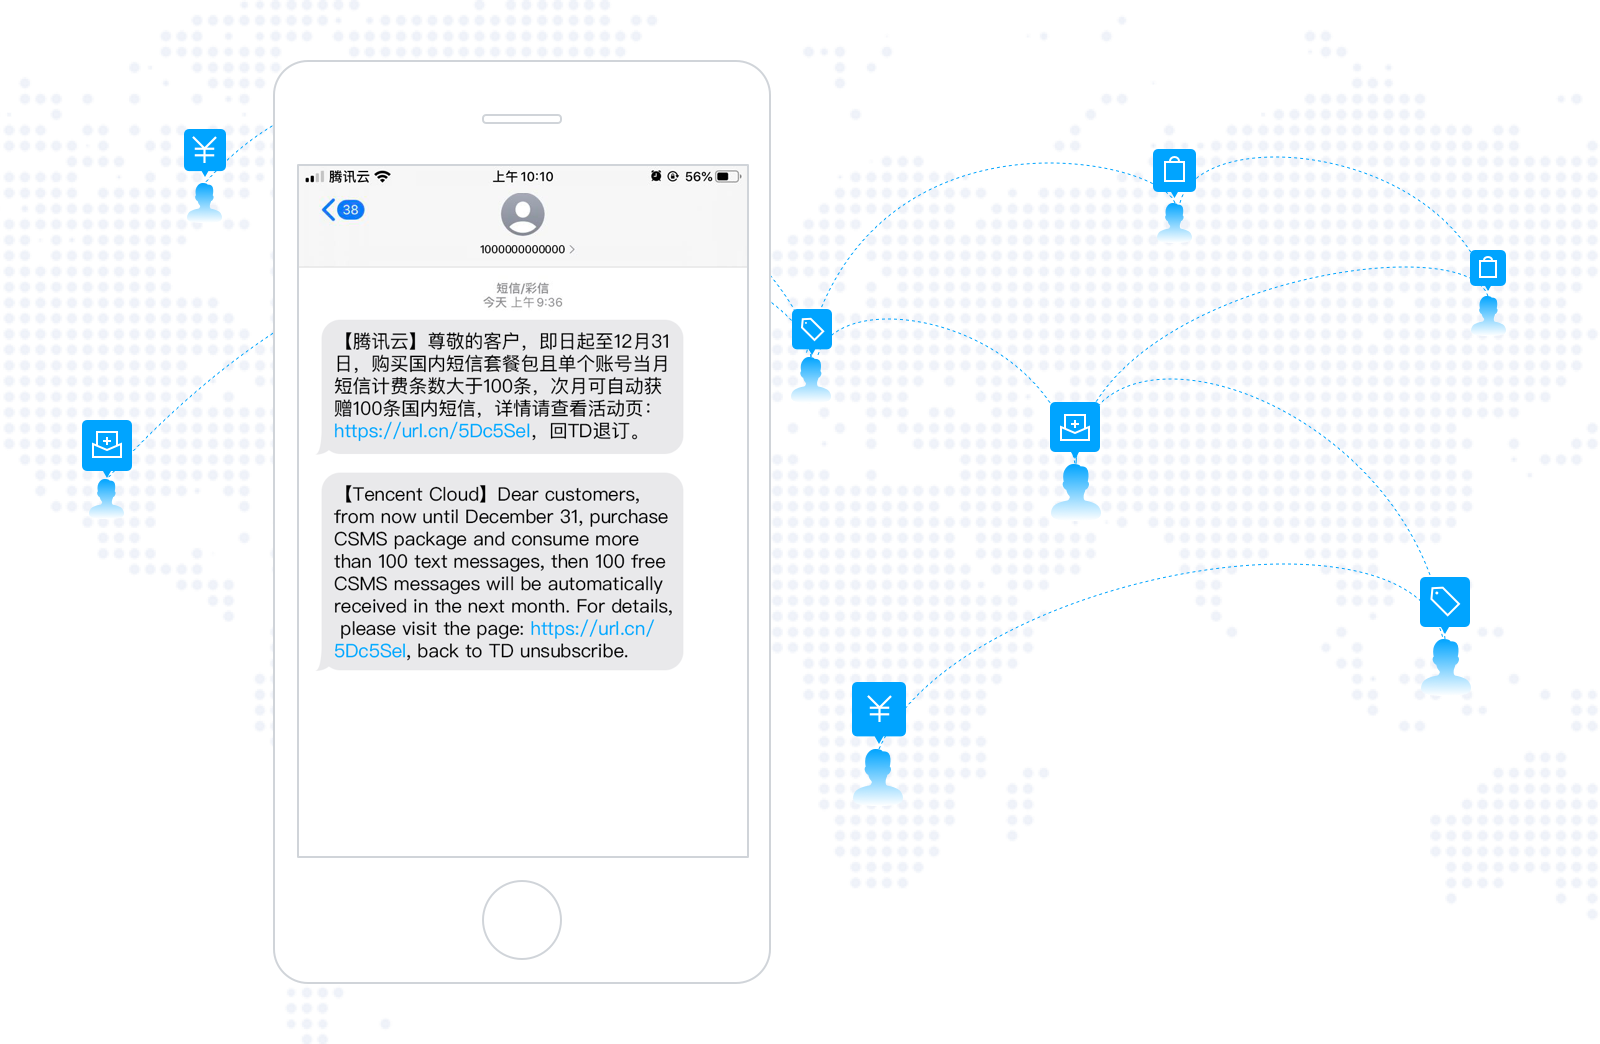 腾讯云
上午10:10
56%
38
1000000000000
短信/彩信
今天 上午9:36
【腾讯云】尊敬的客户，即日起至12月31
日，购买国内短信套餐包且单个账号当月
短信计费条数大于100条，次月可自动获
赠100条国内短信，详情请查看活动页：
https://url.cn/5Dc5Sel，回TD退订。
【Tencent Cloud】Dear customers,
from now until December 31, purchase
CSMS package and consume more
than 100 text messages, then 100 free
CSMS messages will be automatically
received in the next month. For details,
please visit the page: https://url.cn/
5Dc5Sel, back to TD unsubscribe.